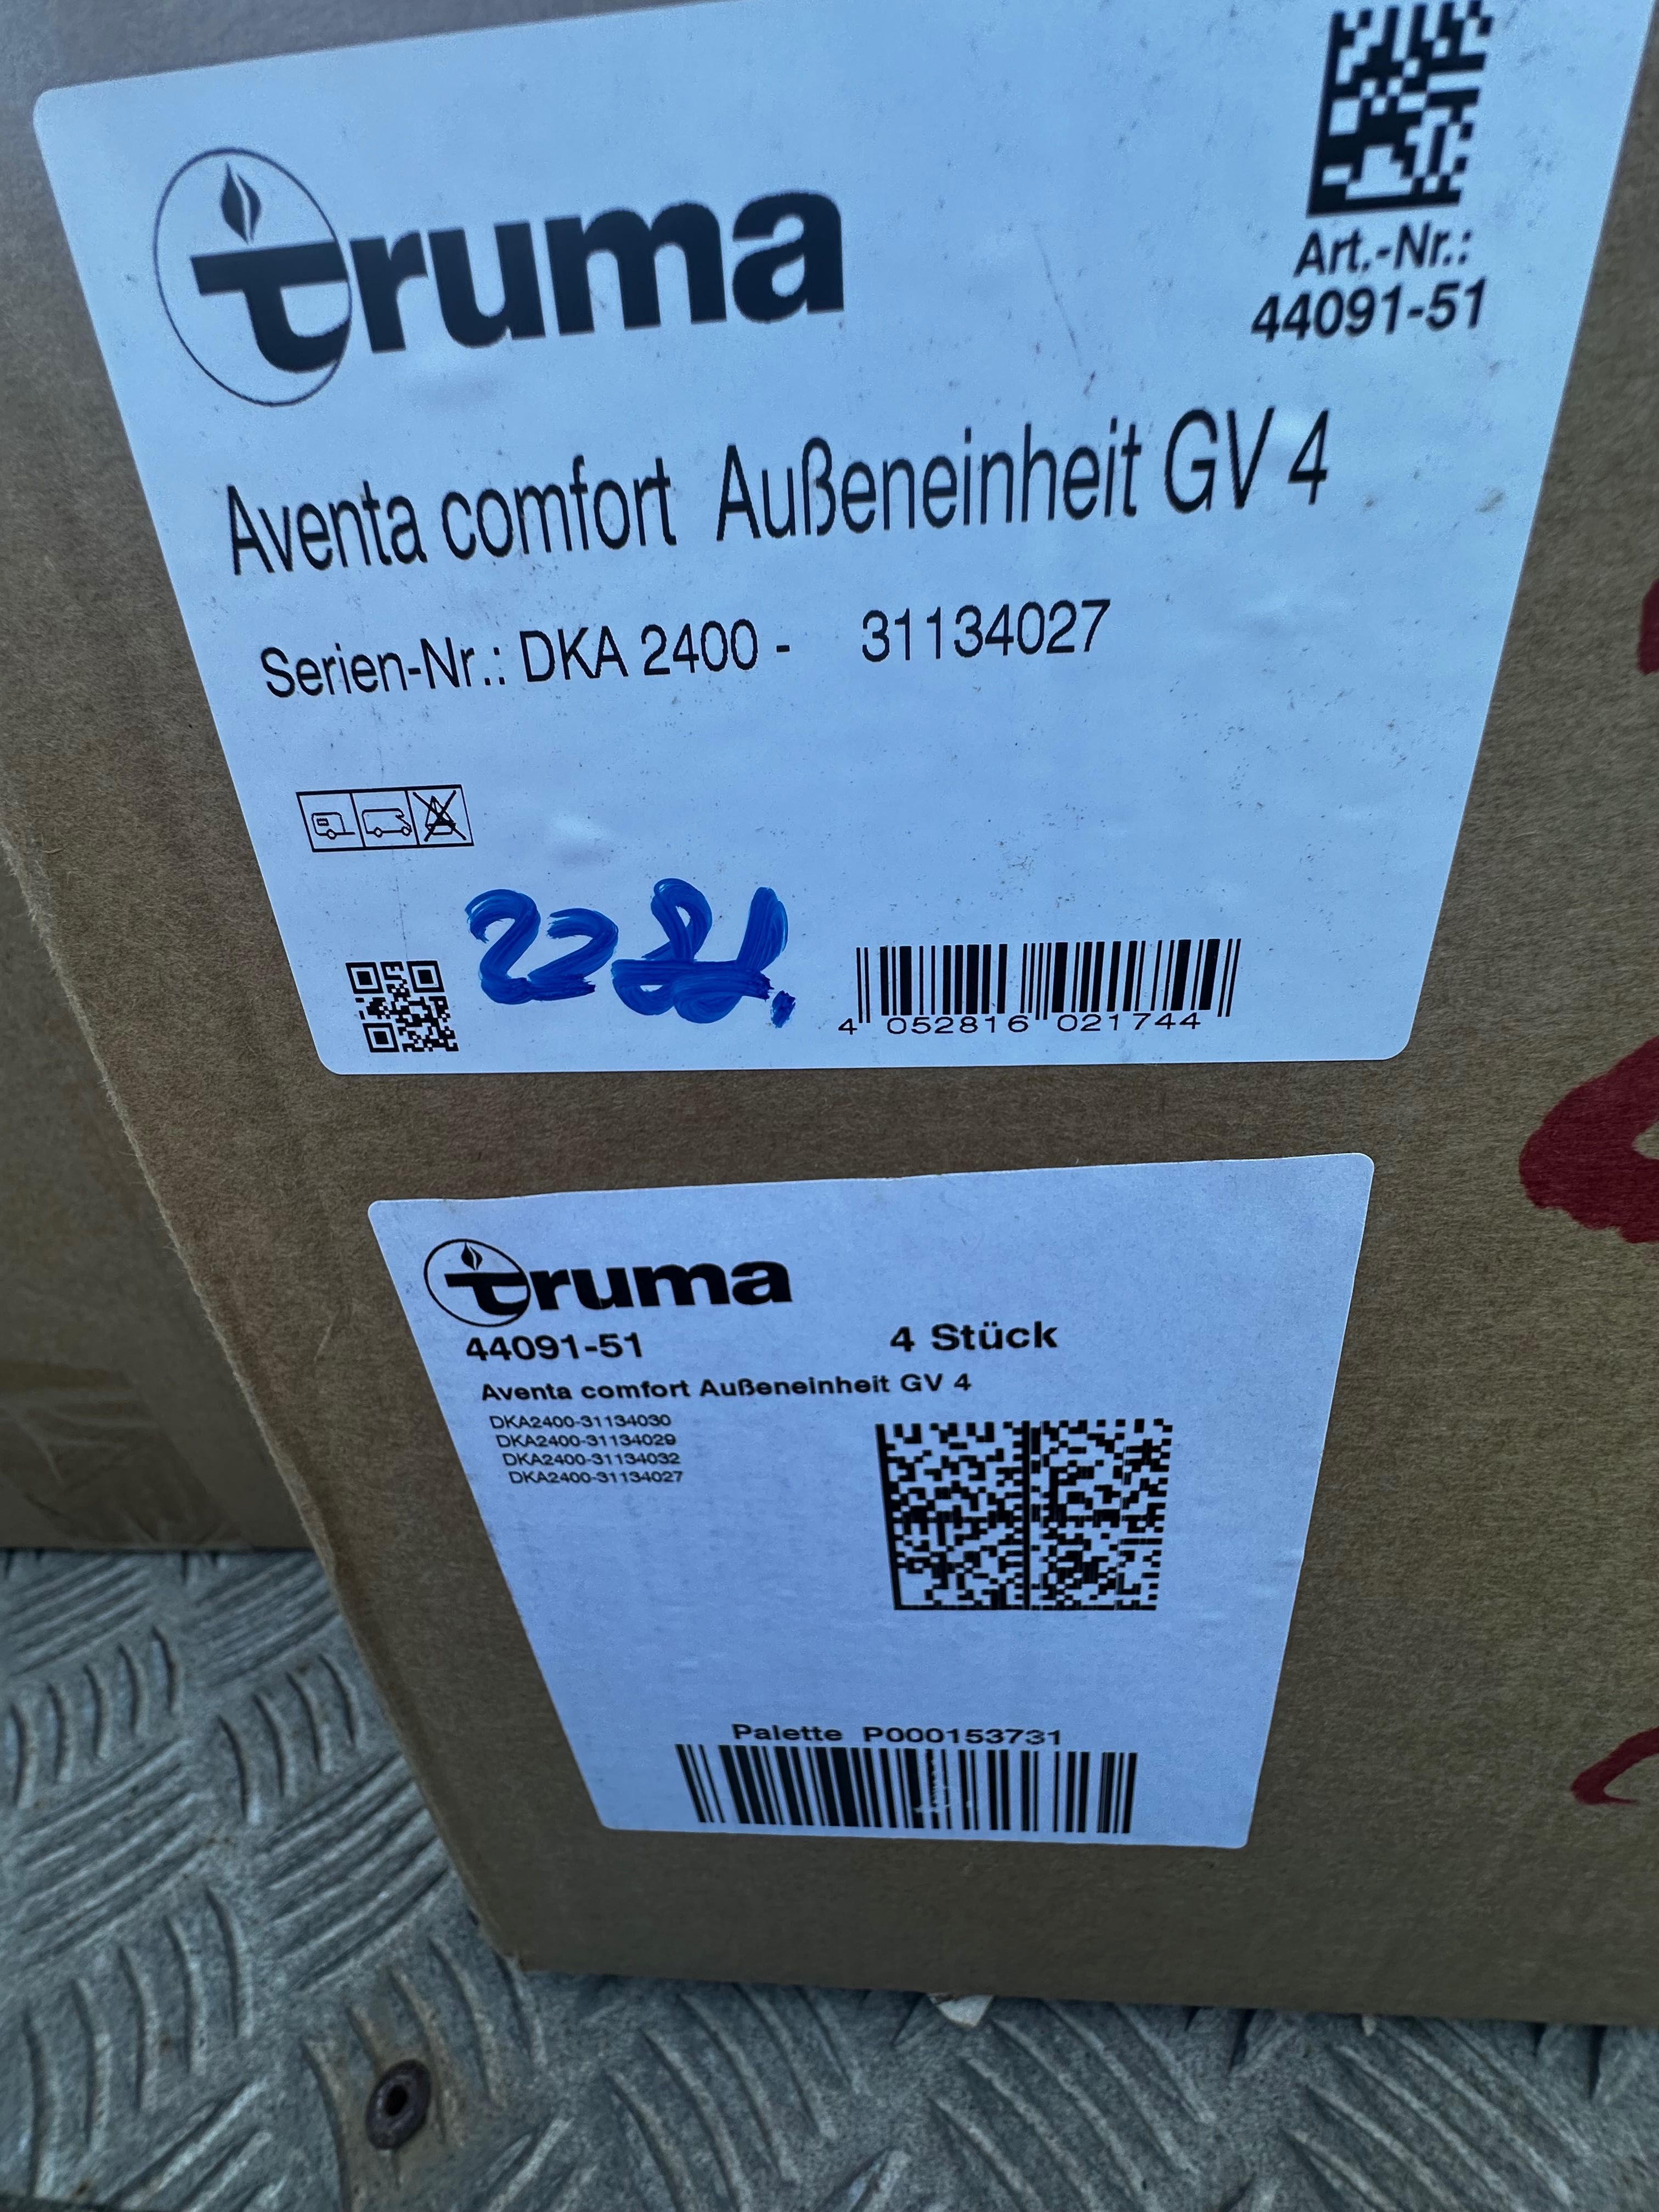 truma
Art.-Nr.:
44091-51
Aventa comfort Außeneinheit GV 4
Serien-Nr.: DKA 2400 - 31134027
4 052816 021744
truma
44091-51 4 Stück
Aventa comfort Außeneinheit GV 4
DKA2400-31134030
DKA2400-31134029
DKA2400-31134032
DKA2400-31134027
Palette P000153731